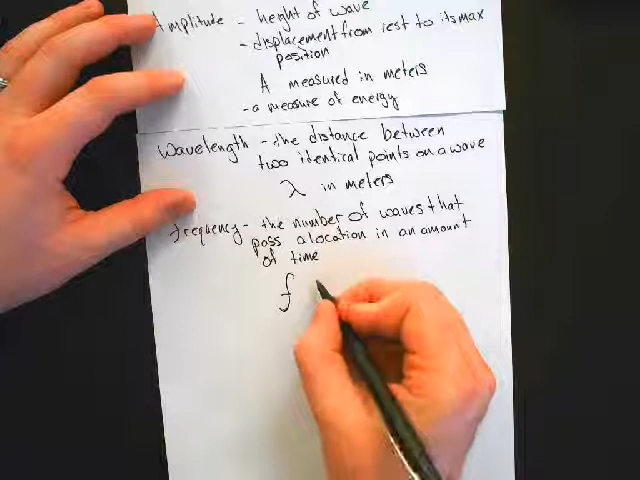 Amplitude - height of wave
- displacement from rest to its max
position
A measured in meters
- a measure of energy
Wavelength - the distance between
two identical points on a wave
λ in meters
frequency - the number of waves that
pass a location in an amount
of time
f